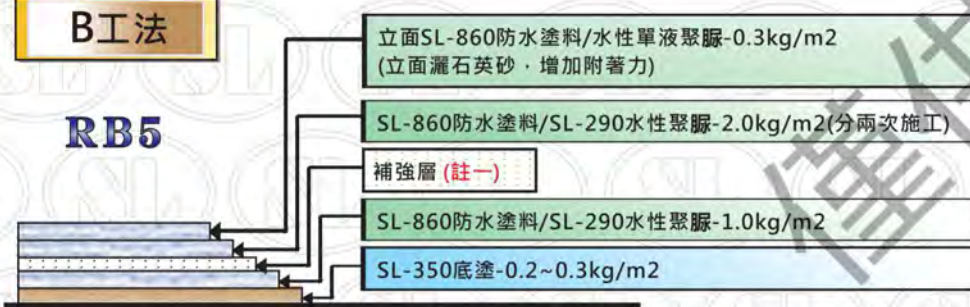 B工法
RB5
立面SL-860防水塗料/水性單液聚脲-0.3kg/m2
(立面灑石英砂，增加附著力)
SL-860防水塗料/SL-290水性聚脲-2.0kg/m2(分兩次施工)
補強層(註一)
SL-860防水塗料/SL-290水性聚脲-1.0kg/m2
SL-350底塗-0.2~0.3kg/m2